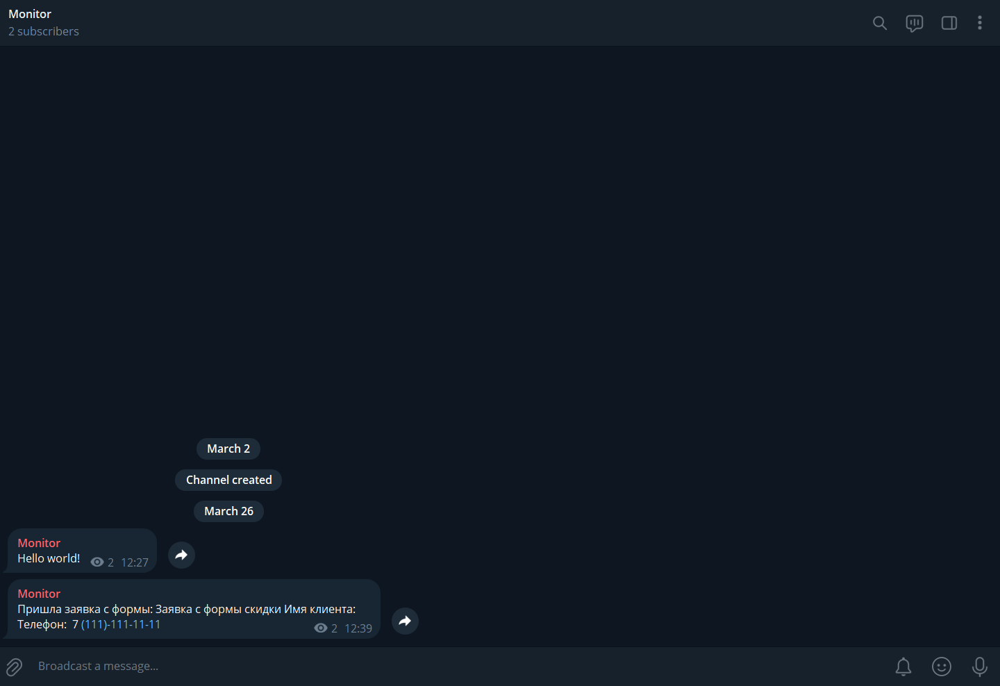 Monitor
2 subscribers
March 2
Channel created
March 26
Monitor
Hello world! 2 12:27
Monitor
Пришла заявка с формы: Заявка с формы скидки Имя клиента:
Телефон: 7 (111)-111-11-11 2 12:39
Broadcast a message...